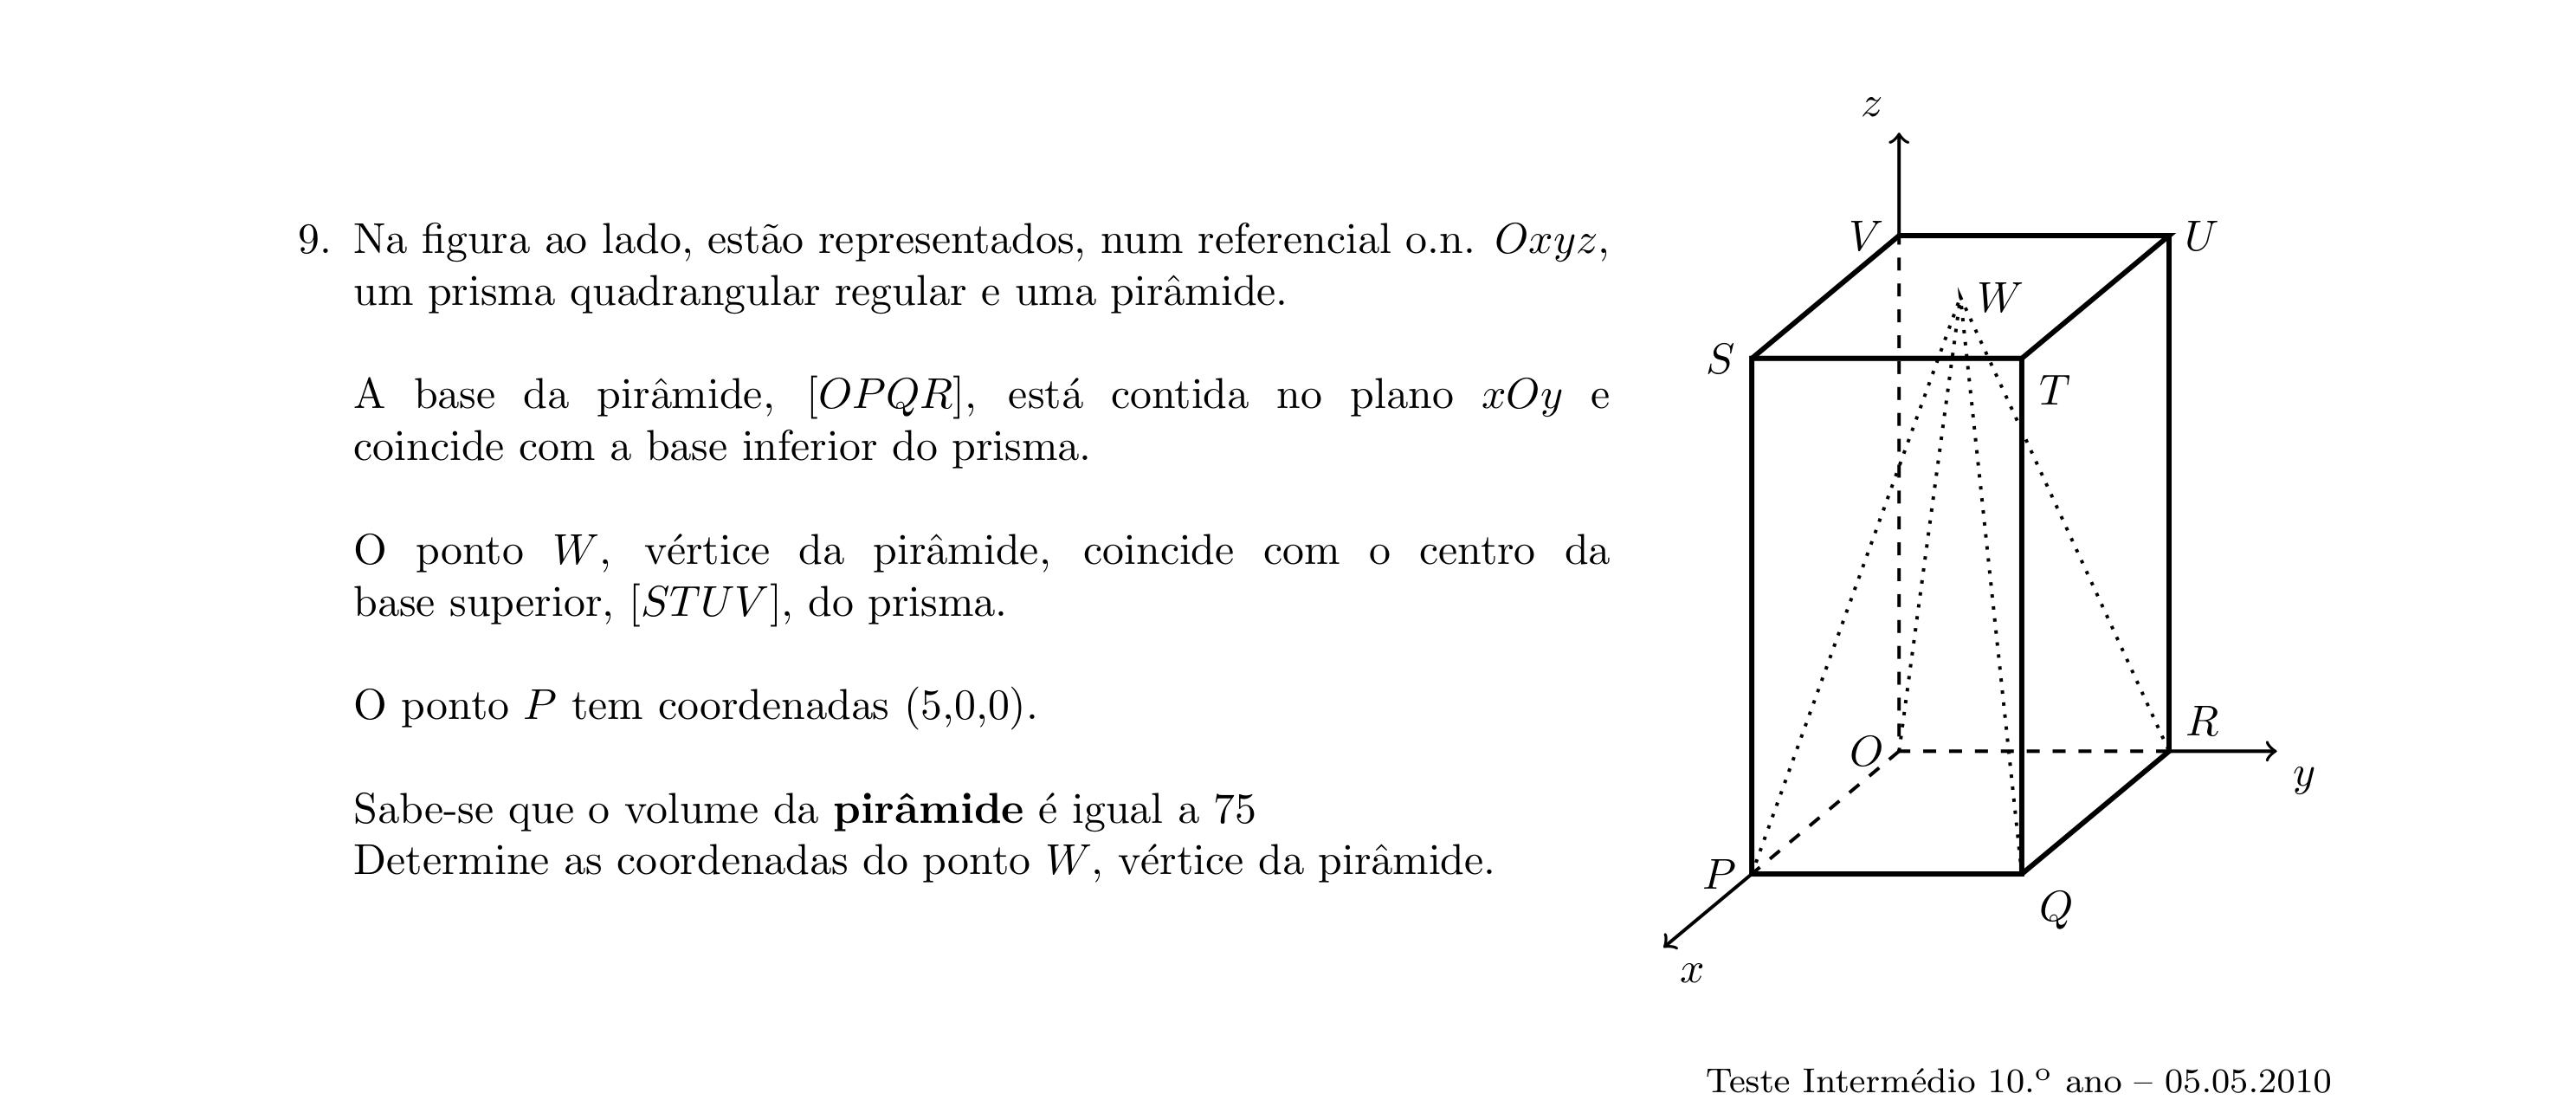 9. Na figura ao lado, estão representados, num referencial o.n. Oxyz,
um prisma quadrangular regular e uma pirâmide.
A base da pirâmide, [OPQR], está contida no plano xOy e
coincide com a base inferior do prisma.
O ponto W, vértice da pirâmide, coincide com o centro da
base superior, [STUV], do prisma.
O ponto P tem coordenadas (5,0,0).
Sabe-se que o volume da pirâmide é igual a 75
Determine as coordenadas do ponto W, vértice da pirâmide.
z
V
U
W
S
T
R
O
y
P
Q
x
Teste Intermédio 10.º ano – 05.05.2010